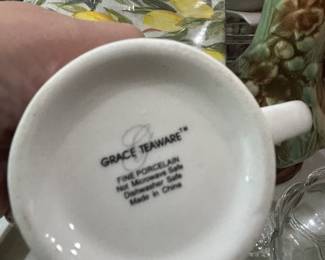 G
GRACE TEAWARE™
FINE PORCELAIN
Not Microwave Safe
Dishwasher Safe
Made in China